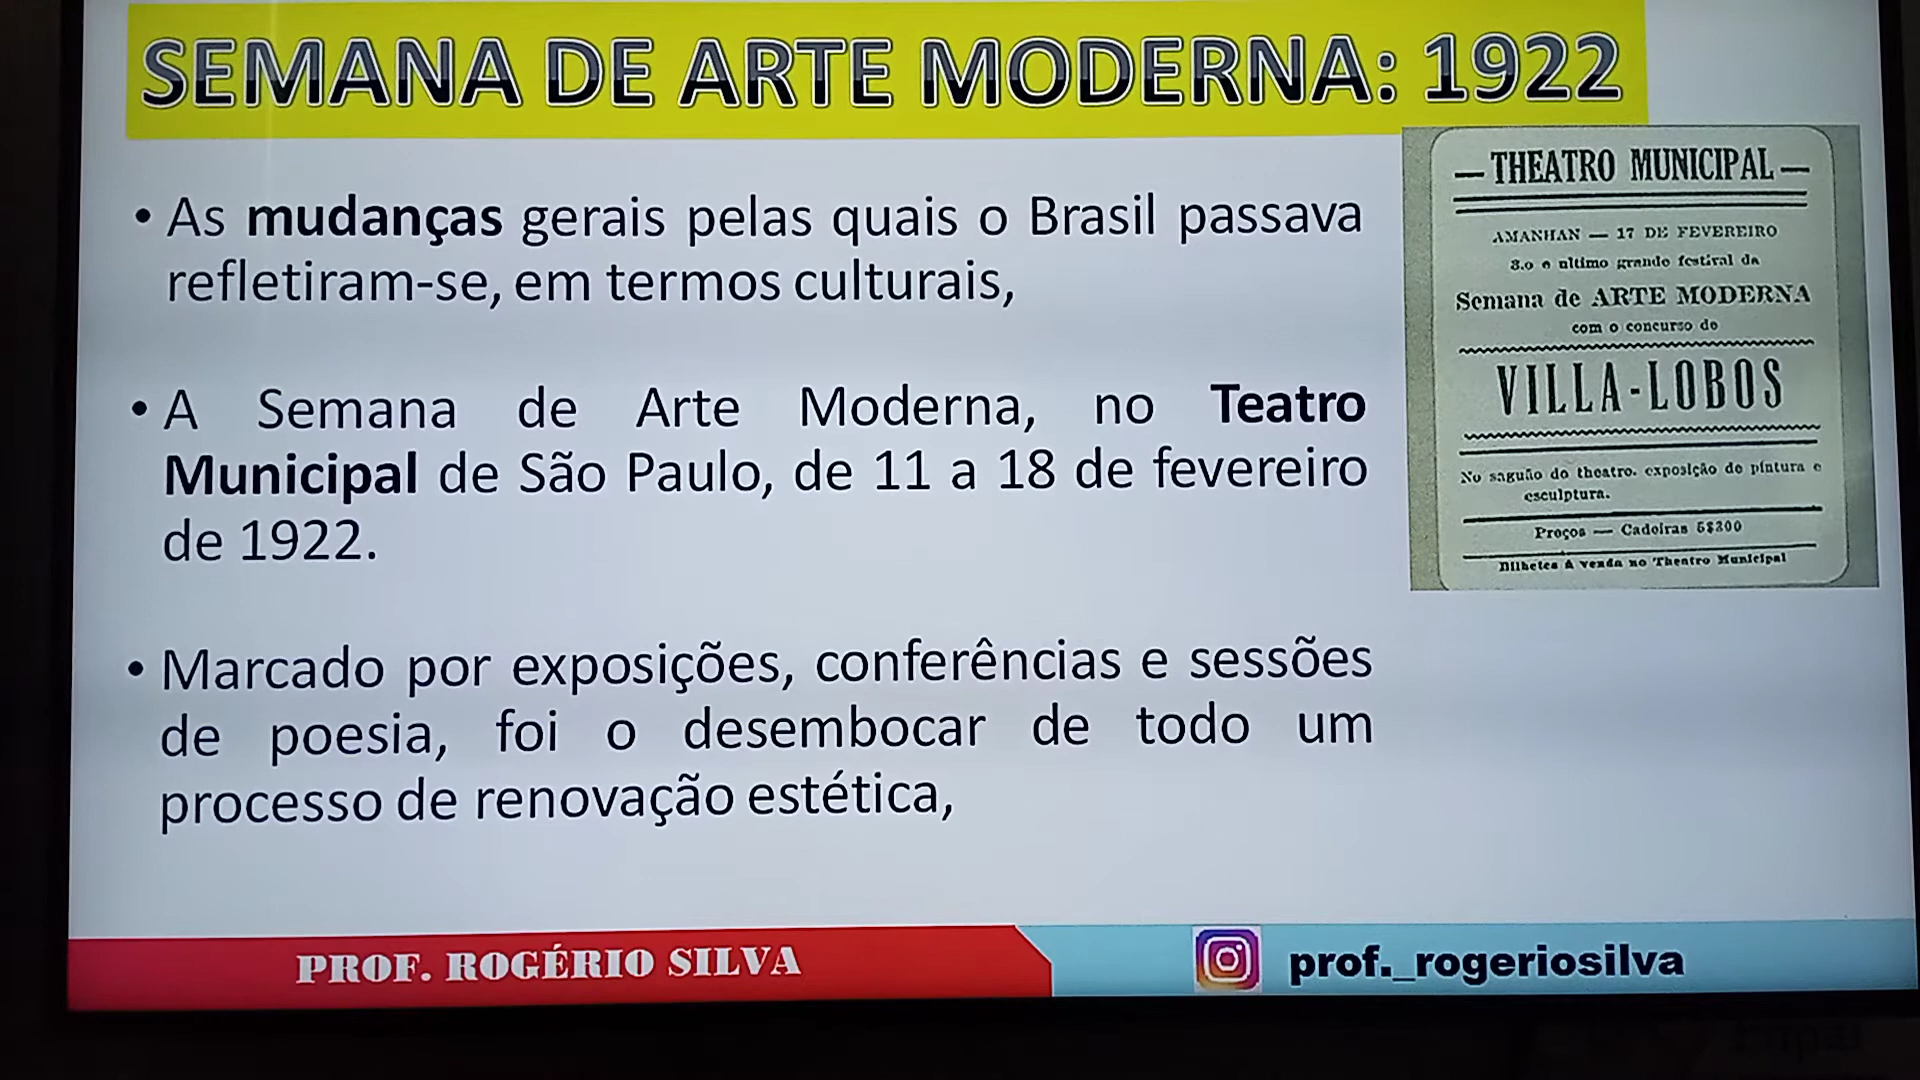 SEMANA DE ARTE MODERNA: 1922
• As mudanças gerais pelas quais o Brasil passava
refletiram-se, em termos culturais,
• A Semana de Arte Moderna, no Teatro
Municipal de São Paulo, de 11 a 18 de fevereiro
de 1922.
• Marcado por exposições, conferências e sessões
de poesia, foi o desembocar de todo um
processo de renovação estética,
— THEATRO MUNICIPAL —
AMANHAN — 17 DE FEVEREIRO
3.o e ultimo grande festival da
Semana de ARTE MODERNA
com o concurso de
VILLA-LOBOS
No saguão do theatro, exposição de pintura e
esculptura.
Preços — Cadeiras 5$200
Bilhetes á venda no Theatro Municipal
PROF. ROGÉRIO SILVA
prof._rogeriosilva